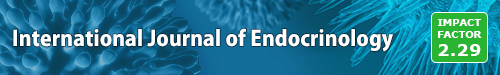 International Journal of Endocrinology
IMPACT
FACTOR
2.29